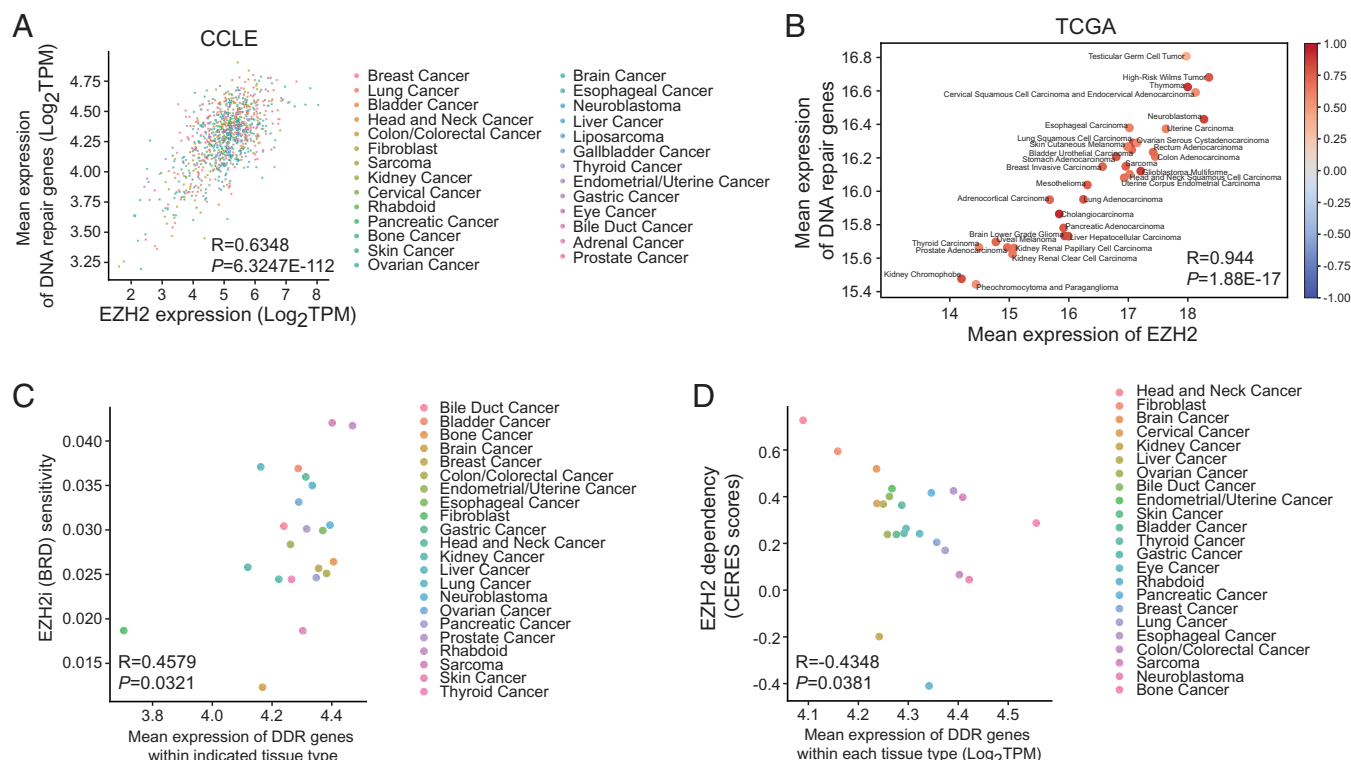 A
CCLE
Mean expression
of DNA repair genes (Log2TPM)
4.75
4.50
4.25
4.00
3.75
3.50
3.25
2
3
4
5
6
7
8
EZH2 expression (Log2TPM)
R=0.6348
P=6.3247E-112
Breast Cancer
Lung Cancer
Bladder Cancer
Head and Neck Cancer
Colon/Colorectal Cancer
Fibroblast
Sarcoma
Kidney Cancer
Cervical Cancer
Rhabdoid
Pancreatic Cancer
Bone Cancer
Skin Cancer
Ovarian Cancer
Brain Cancer
Esophageal Cancer
Neuroblastoma
Liver Cancer
Liposarcoma
Gallbladder Cancer
Thyroid Cancer
Endometrial/Uterine Cancer
Gastric Cancer
Eye Cancer
Bile Duct Cancer
Adrenal Cancer
Prostate Cancer
B
TCGA
Mean expression
of DNA repair genes
16.8
16.6
16.4
16.2
16.0
15.8
15.6
15.4
14
15
16
17
18
Mean expression of EZH2
Testicular Germ Cell Tumor
High-Risk Wilms Tumor
Thymoma
Cervical Squamous Cell Carcinoma and Endocervical Adenocarcinoma
Neuroblastoma
Esophageal Carcinoma
Uterine Carcinoma
Lung Squamous Cell Carcinoma
Ovarian Serous Cystadenocarcinoma
Skin Cutaneous Melanoma
Rectum Adenocarcinoma
Bladder Urothelial Carcinoma
Colon Adenocarcinoma
Stomach Adenocarcinoma
Sarcoma
Breast Invasive Carcinoma
Glioblastoma Multiforme
Head and Neck Squamous Cell Carcinoma
Mesothelioma
Uterine Corpus Endometrial Carcinoma
Adrenocortical Carcinoma
Lung Adenocarcinoma
Cholangiocarcinoma
Pancreatic Adenocarcinoma
Brain Lower Grade Glioma
Liver Hepatocellular Carcinoma
Uveal Melanoma
Thyroid Carcinoma
Prostate Adenocarcinoma
Kidney Renal Papillary Cell Carcinoma
Kidney Renal Clear Cell Carcinoma
Kidney Chromophobe
Pheochromocytoma and Paraganglioma
R=0.944
P=1.88E-17
1.00
0.75
0.50
0.25
0.00
-0.25
-0.50
-0.75
-1.00
C
EZH2i (BRD) sensitivity
0.040
0.035
0.030
0.025
0.020
0.015
3.8
4.0
4.2
4.4
R=0.4579
P=0.0321
Mean expression of DDR genes
within indicated tissue type
Bile Duct Cancer
Bladder Cancer
Bone Cancer
Brain Cancer
Breast Cancer
Colon/Colorectal Cancer
Endometrial/Uterine Cancer
Esophageal Cancer
Fibroblast
Gastric Cancer
Head and Neck Cancer
Kidney Cancer
Liver Cancer
Lung Cancer
Neuroblastoma
Ovarian Cancer
Pancreatic Cancer
Prostate Cancer
Rhabdoid
Sarcoma
Skin Cancer
Thyroid Cancer
D
EZH2 dependency
(CERES scores)
0.6
0.4
0.2
0.0
-0.2
-0.4
4.1
4.2
4.3
4.4
4.5
R=-0.4348
P=0.0381
Mean expression of DDR genes
within each tissue type (Log2TPM)
Head and Neck Cancer
Fibroblast
Brain Cancer
Cervical Cancer
Kidney Cancer
Liver Cancer
Ovarian Cancer
Bile Duct Cancer
Endometrial/Uterine Cancer
Skin Cancer
Bladder Cancer
Thyroid Cancer
Gastric Cancer
Eye Cancer
Rhabdoid
Pancreatic Cancer
Breast Cancer
Lung Cancer
Esophageal Cancer
Colon/Colorectal Cancer
Sarcoma
Neuroblastoma
Bone Cancer